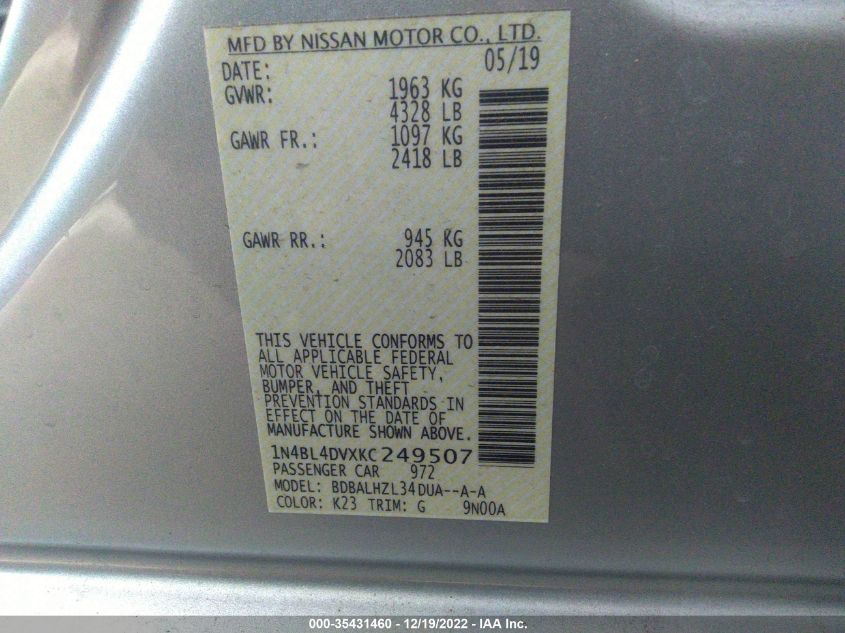 MFD BY NISSAN MOTOR CO., LTD.
DATE: 05/19
GVWR: 1963 KG
4328 LB
GAWR FR.: 1097 KG
2418 LB
GAWR RR.: 945 KG
2083 LB
THIS VEHICLE CONFORMS TO
ALL APPLICABLE FEDERAL
MOTOR VEHICLE SAFETY,
BUMPER, AND THEFT
PREVENTION STANDARDS IN
EFFECT ON THE DATE OF
MANUFACTURE SHOWN ABOVE.
1N4BL4DVXKC249507
PASSENGER CAR 972
MODEL: BDBALHZL34DUA--A-A
COLOR: K23 TRIM: G 9N00A
000-35431460 - 12/19/2022 - IAA Inc.